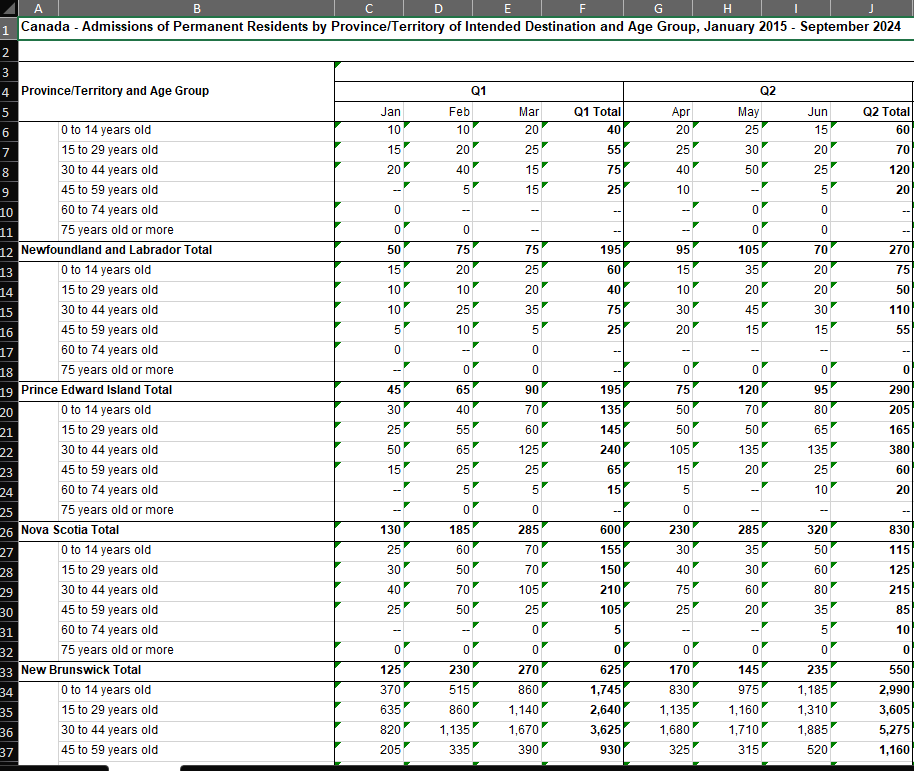 A B C D E F G H I J
1 Canada - Admissions of Permanent Residents by Province/Territory of Intended Destination and Age Group, January 2015 - September 2024
2
3
4 Province/Territory and Age Group Q1 Q2
5 Jan Feb Mar Q1 Total Apr May Jun Q2 Total
6 0 to 14 years old 10 10 20 40 20 25 15 60
7 15 to 29 years old 15 20 25 55 25 30 20 70
8 30 to 44 years old 20 40 15 75 40 50 25 120
9 45 to 59 years old -- 5 15 25 10 -- 5 20
10 60 to 74 years old 0 -- -- -- -- 0 0 --
11 75 years old or more 0 0 -- -- -- 0 0 --
12 Newfoundland and Labrador Total 50 75 75 195 95 105 70 270
13 0 to 14 years old 15 20 25 60 15 35 20 75
14 15 to 29 years old 10 10 20 40 10 20 20 50
15 30 to 44 years old 10 25 35 75 30 45 30 110
16 45 to 59 years old 5 10 5 25 20 15 15 55
17 60 to 74 years old 0 -- 0 -- -- -- -- --
18 75 years old or more -- 0 0 -- 0 0 0 0
19 Prince Edward Island Total 45 65 90 195 75 120 95 290
20 0 to 14 years old 30 40 70 135 50 70 80 205
21 15 to 29 years old 25 55 60 145 50 50 65 165
22 30 to 44 years old 50 65 125 240 105 135 135 380
23 45 to 59 years old 15 25 25 65 15 20 25 60
24 60 to 74 years old -- 5 5 15 5 -- 10 20
25 75 years old or more -- 0 0 -- 0 -- -- --
26 Nova Scotia Total 130 185 285 600 230 285 320 830
27 0 to 14 years old 25 60 70 155 30 35 50 115
28 15 to 29 years old 30 50 70 150 40 30 60 125
29 30 to 44 years old 40 70 105 210 75 60 80 215
30 45 to 59 years old 25 50 25 105 25 20 35 85
31 60 to 74 years old -- -- 0 5 -- -- 5 10
32 75 years old or more 0 0 0 0 0 0 0 0
33 New Brunswick Total 125 230 270 625 170 145 235 550
34 0 to 14 years old 370 515 860 1,745 830 975 1,185 2,990
35 15 to 29 years old 635 860 1,140 2,640 1,135 1,160 1,310 3,605
36 30 to 44 years old 820 1,135 1,670 3,625 1,680 1,710 1,885 5,275
37 45 to 59 years old 205 335 390 930 325 315 520 1,160